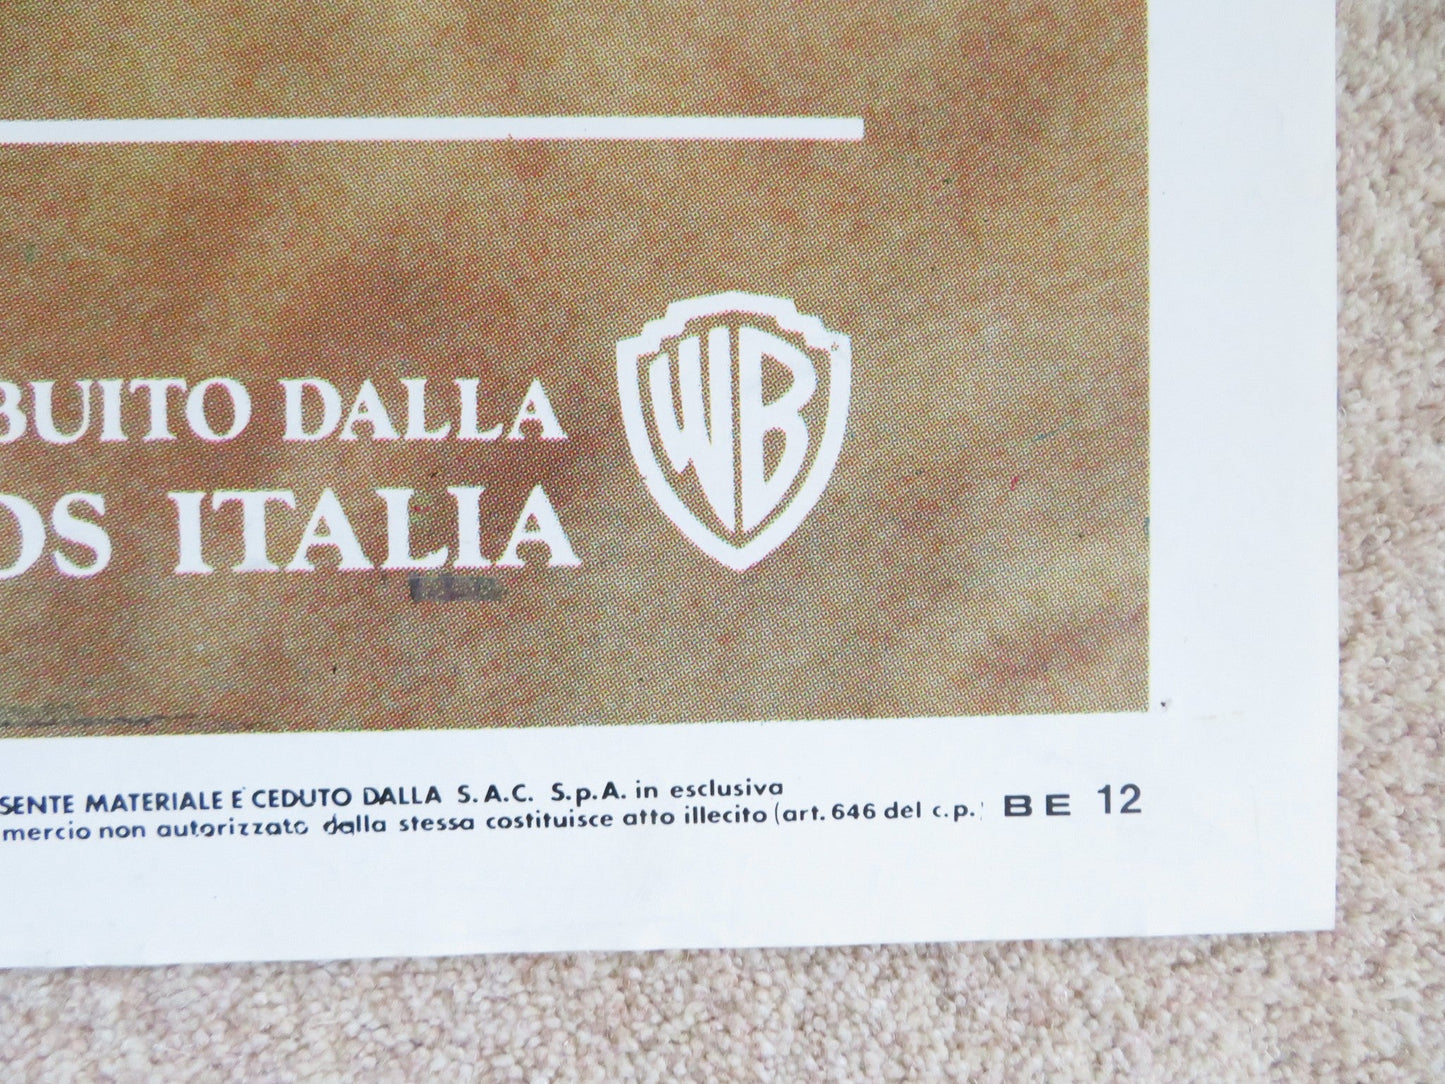 BUITO DALLA
OS ITALIA
WB
SENTE MATERIALE E' CEDUTO DALLA S.A.C. S.p.A. in esclusiva
mercio non autorizzato dalla stessa costituisce atto illecito (art. 646 del c.p.)
BE 12